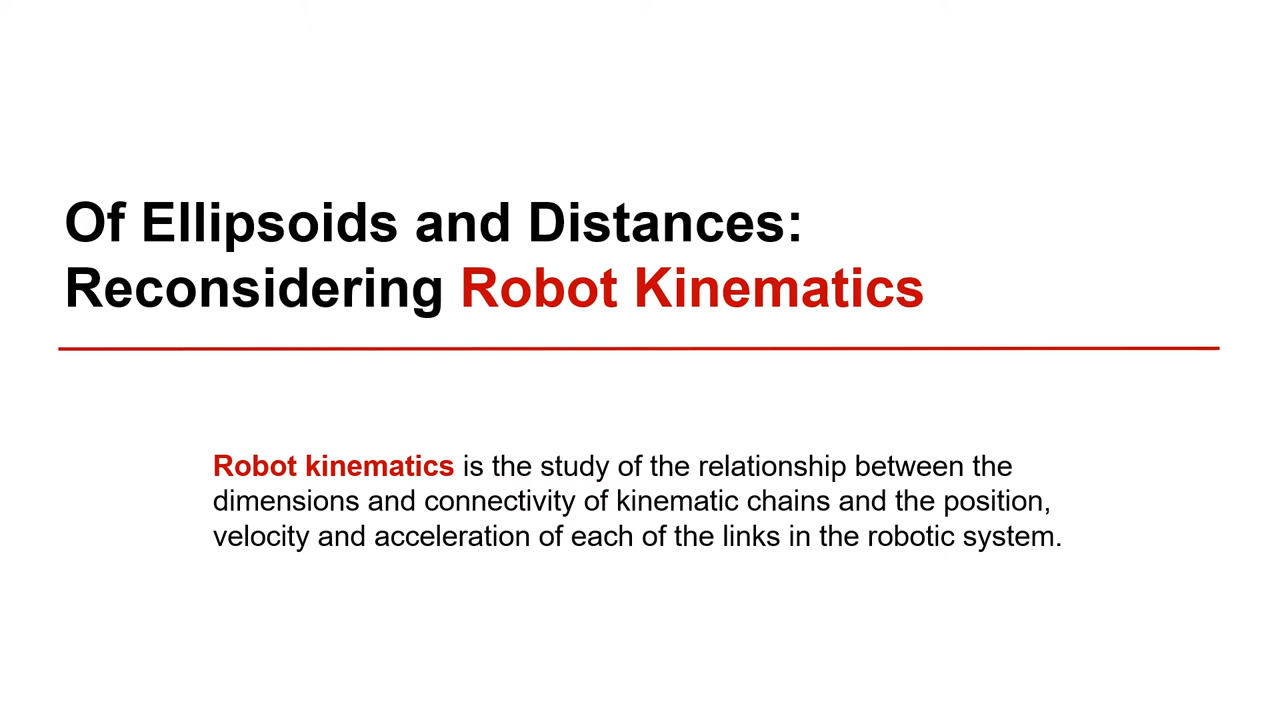 Of Ellipsoids and Distances:
Reconsidering Robot Kinematics
Robot kinematics is the study of the relationship between the
dimensions and connectivity of kinematic chains and the position,
velocity and acceleration of each of the links in the robotic system.